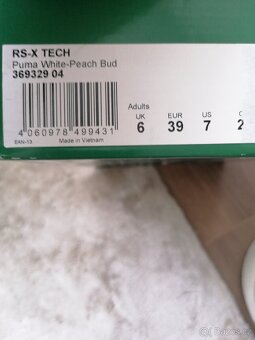 RS-X TECH
Puma White-Peach Bud
369329 04
Adults
UK EUR US
6 39 7 2
4 060978 499431
EAN-13 Made in Vietnam